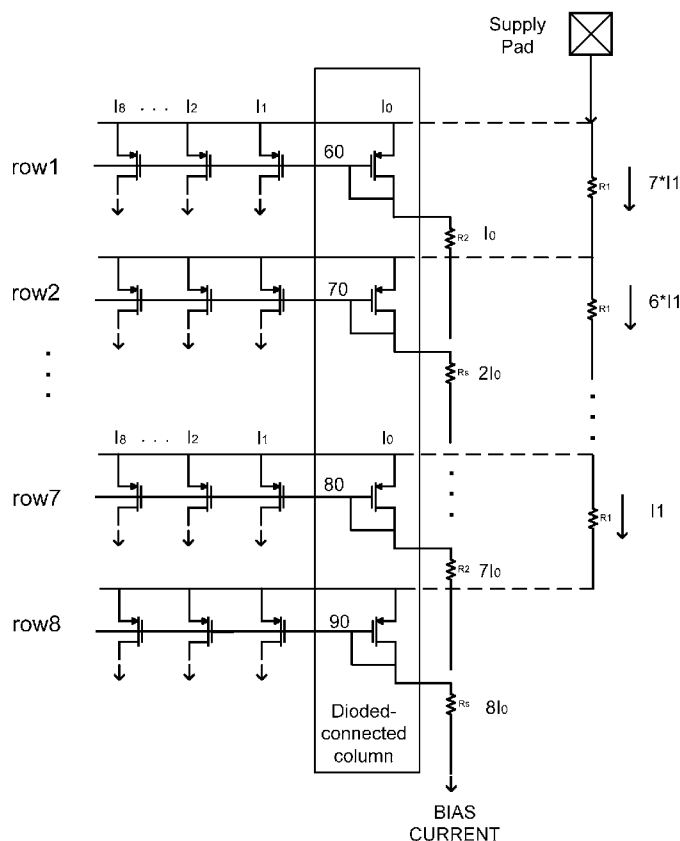 Supply
Pad
I8 . . . I2 I1 I0
row1 60 R1 7*I1
R2 I0
row2 70 R1 6*I1
Rs 2I0
I8 . . . I2 I1 I0
row7 80 R1 I1
R2 7I0
row8 90
Rs 8I0
Dioded-
connected
column
BIAS
CURRENT